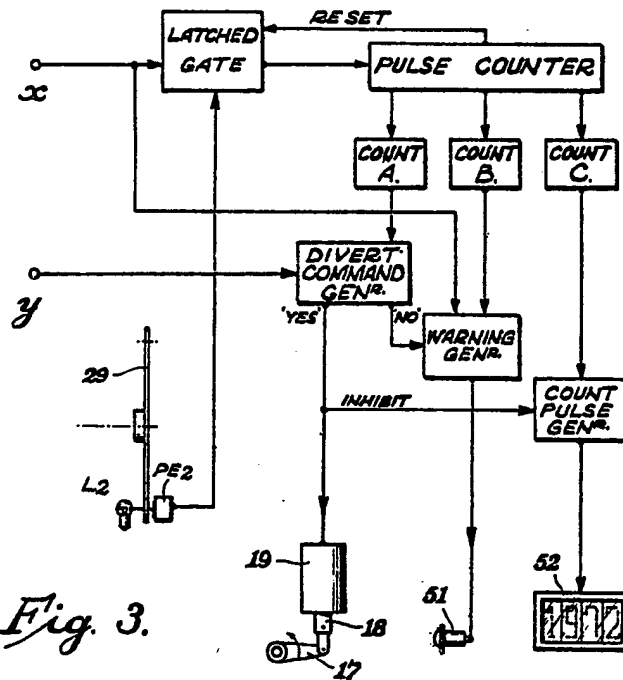 RESET
LATCHED
GATE
PULSE COUNTER
x
COUNT
A.
COUNT
B.
COUNT
C.
DIVERT
COMMAND
GENR.
y
'YES'
'NO'
WARNING
GENR.
29
INHIBIT
COUNT
PULSE
GENR.
L2
PE2
19
52
1972
18
51
17
Fig. 3.